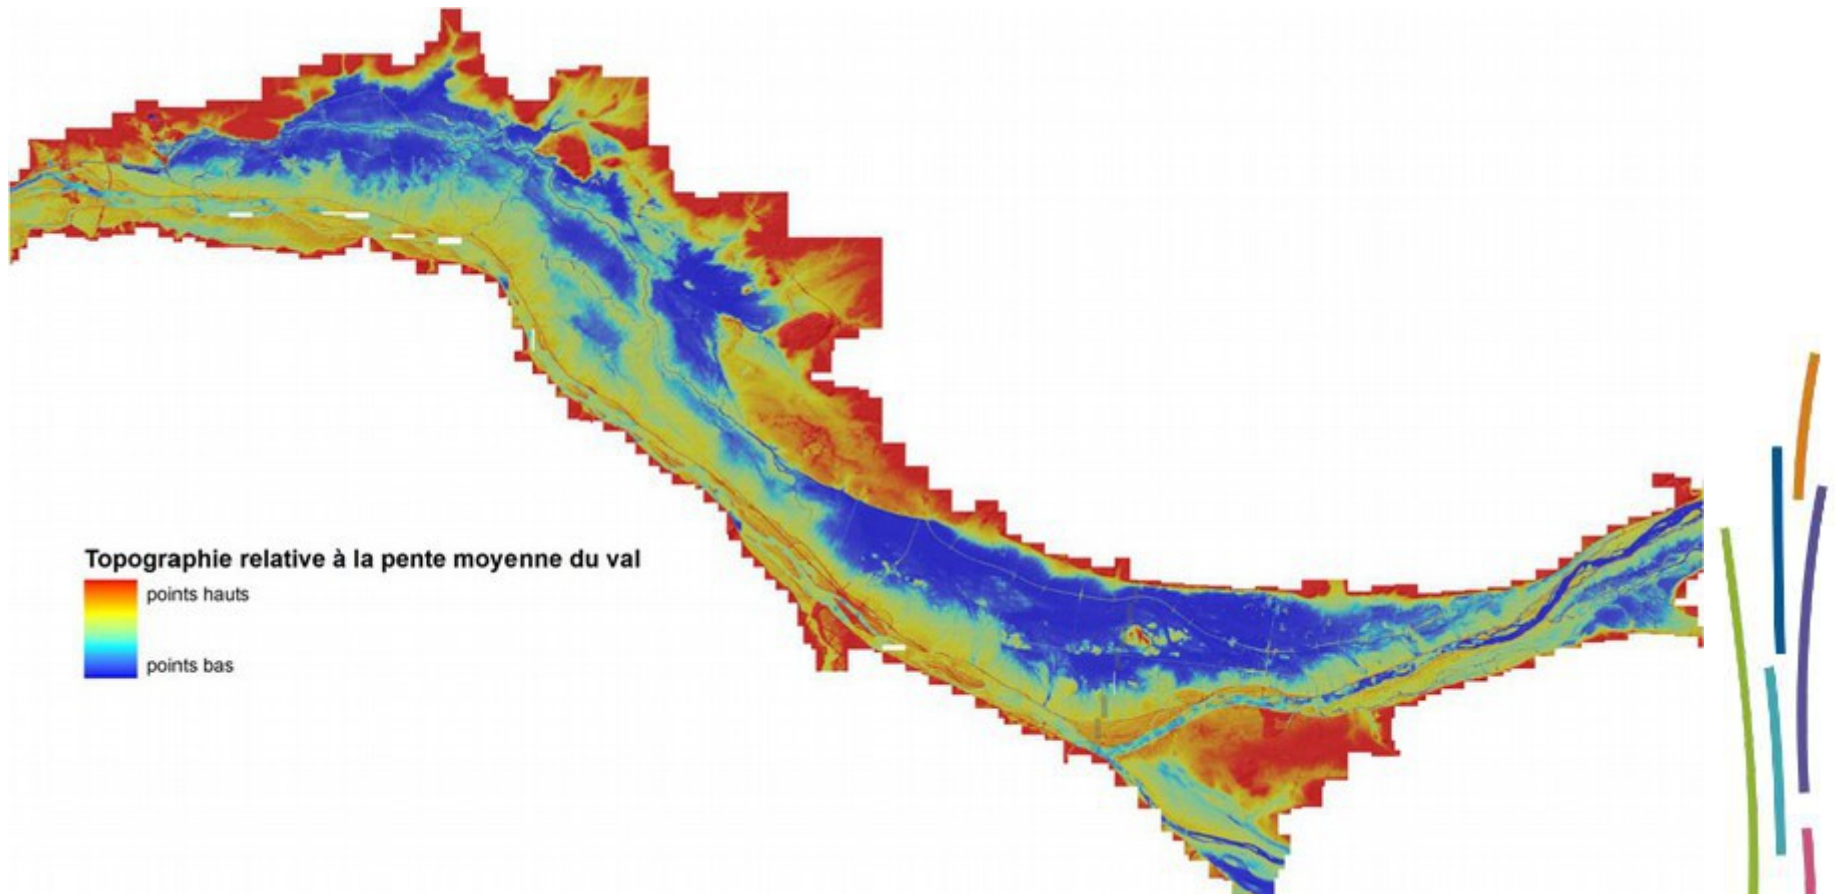 Topographie relative à la pente moyenne du val
points hauts
points bas